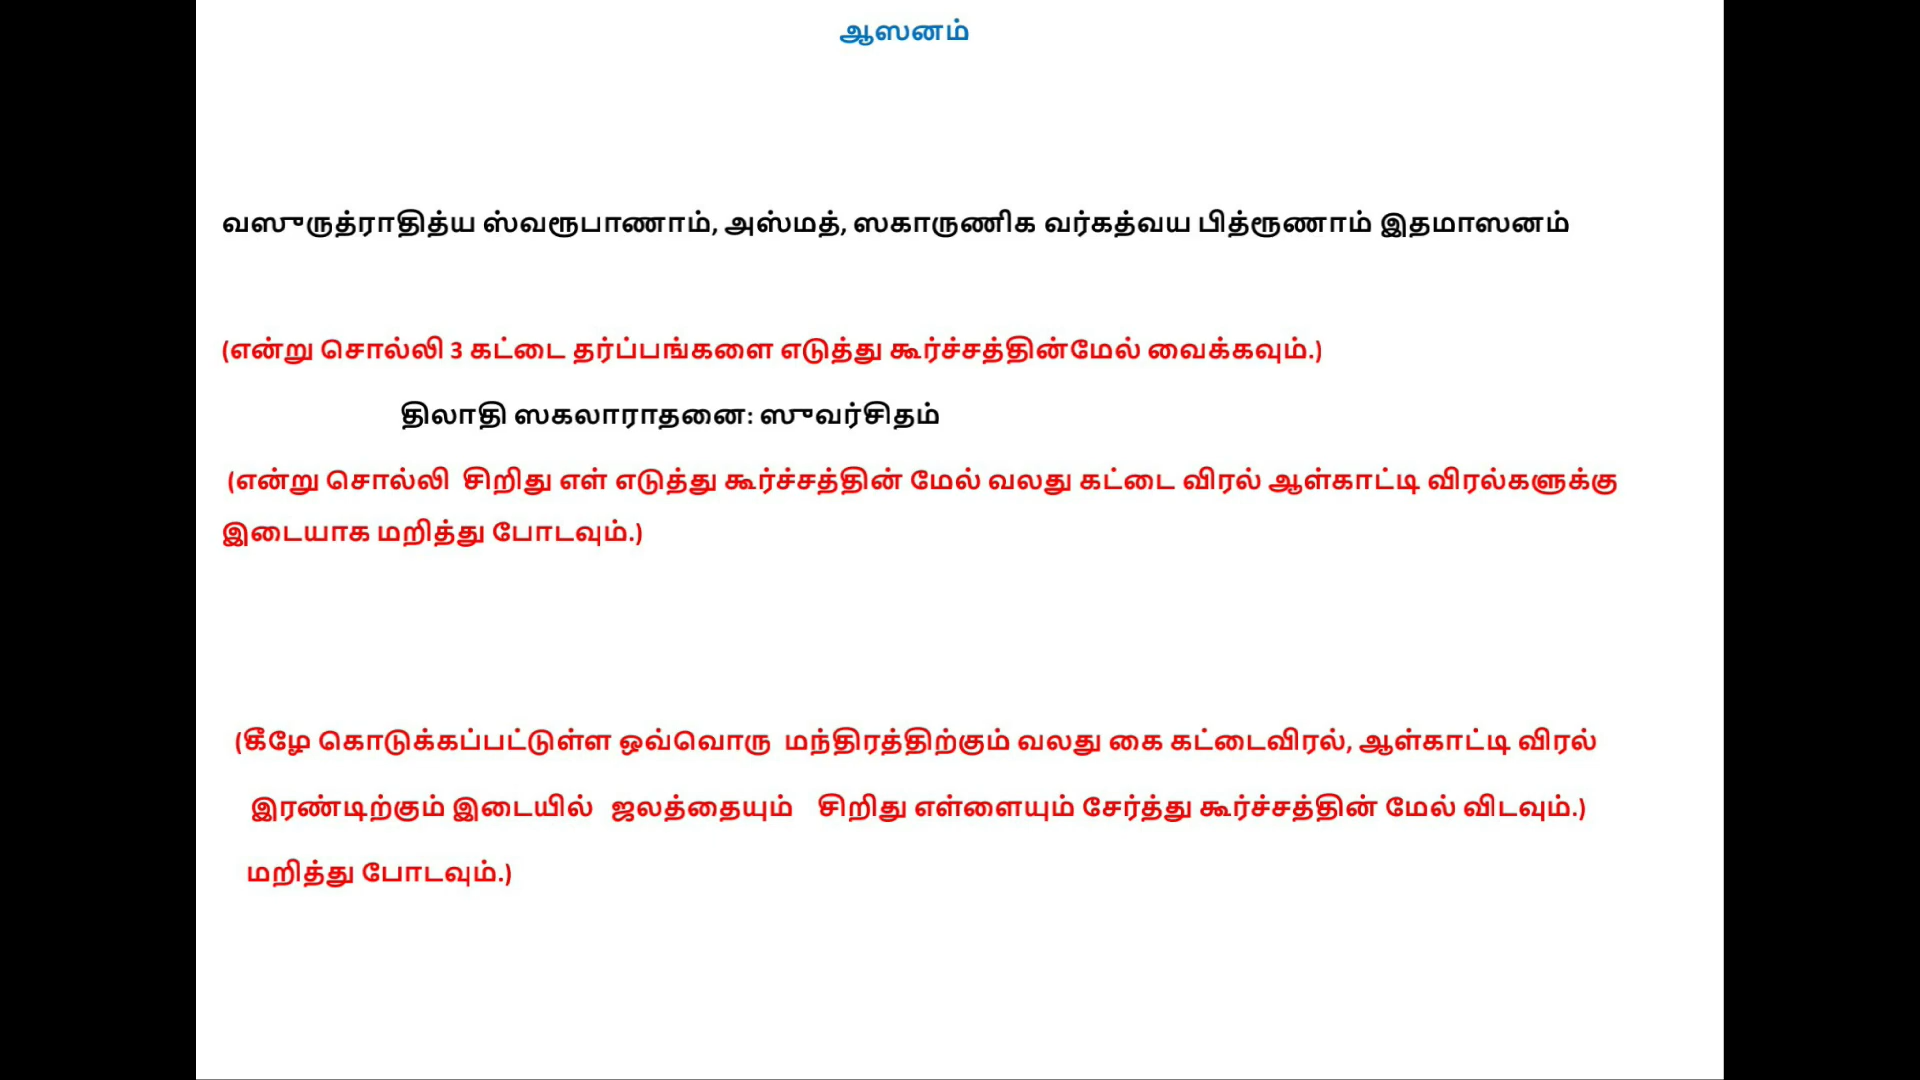 ஆஸனம்
வஸுருத்ராதித்ய ஸ்வரூபாணாம், அஸ்மத், ஸகாருணிக வர்கத்வய பித்ரூணாம் இதமாஸனம்
(என்று சொல்லி 3 கட்டை தர்ப்பங்களை எடுத்து கூர்ச்சத்தின்மேல் வைக்கவும்.)
திலாதி ஸகலாராதனை: ஸுவர்சிதம்
(என்று சொல்லி சிறிது எள் எடுத்து கூர்ச்சத்தின் மேல் வலது கட்டை விரல் ஆள்காட்டி விரல்களுக்கு
இடையாக மறித்து போடவும்.)
(கீழே கொடுக்கப்பட்டுள்ள ஒவ்வொரு மந்திரத்திற்கும் வலது கை கட்டைவிரல், ஆள்காட்டி விரல்
இரண்டிற்கும் இடையில் ஜலத்தையும் சிறிது எள்ளையும் சேர்த்து கூர்ச்சத்தின் மேல் விடவும்.)
மறித்து போடவும்.)